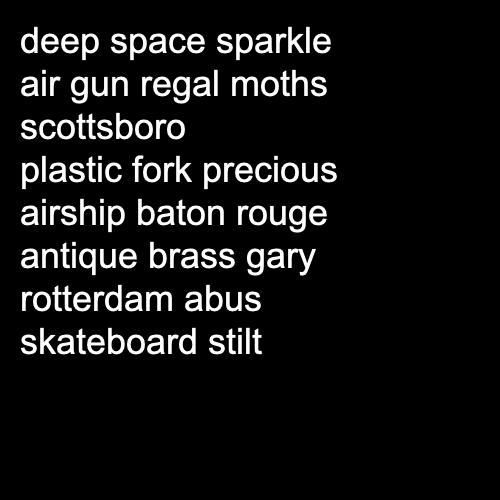 deep space sparkle
air gun regal moths
scottsboro
plastic fork precious
airship baton rouge
antique brass gary
rotterdam abus
skateboard stilt